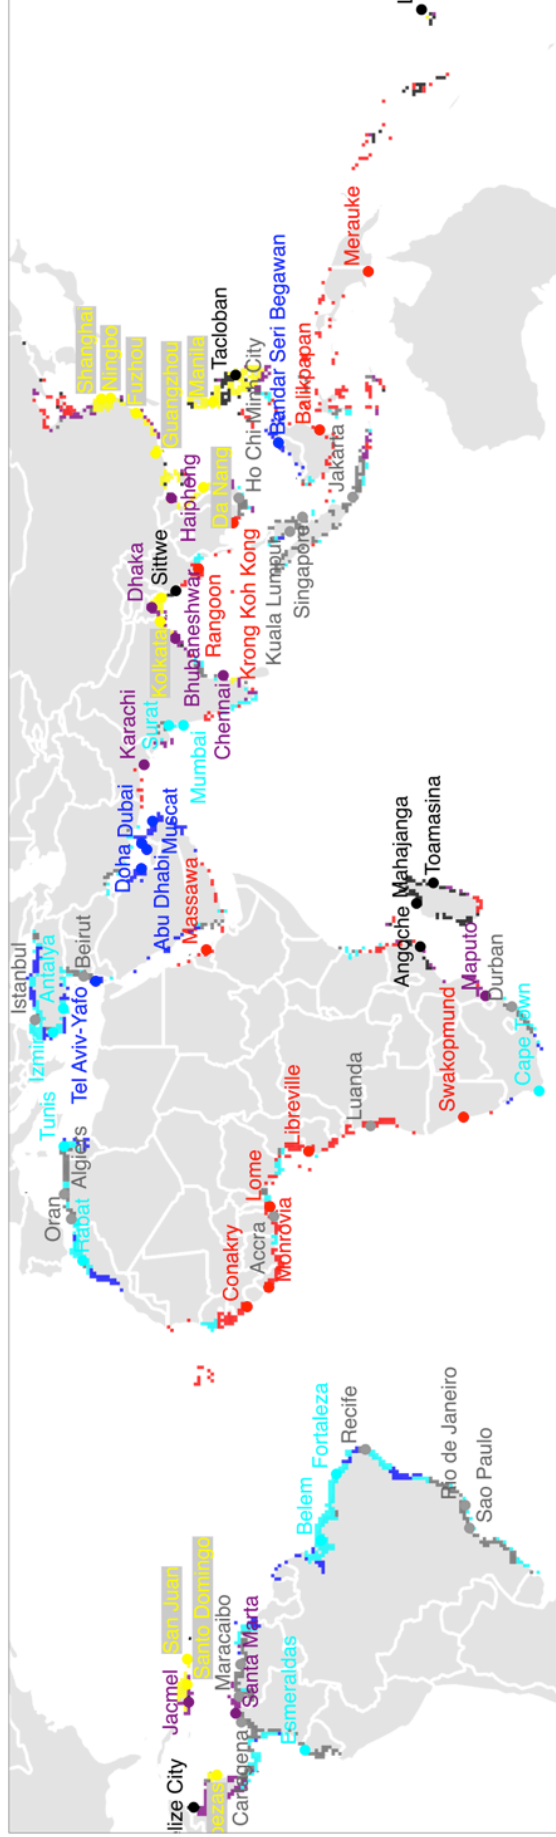 lize City
ezas
Cartagena
Jacmel
San Juan
Santo Domingo
Maracaibo
Santa Marta
Esmeraldas
Belem
Fortaleza
Recife
Rio de Janeiro
Sao Paulo
Conakry
Accra
Monrovia
Lome
Libreville
Luanda
Swakopmund
Cape Town
Durban
Maputo
Angoche
Mahajanga
Toamasina
Rabat
Oran
Algiers
Tunis
Izmir
Istanbul
Antalya
Beirut
Tel Aviv-Yafo
Massawa
Abu Dhabi
Doha
Dubai
Muscat
Karachi
Surat
Mumbai
Chennai
Bhubaneshwar
Kolkata
Dhaka
Sittwe
Rangoon
Krong Koh Kong
Kuala Lumpur
Singapore
Jakarta
Haiphong
Da Nang
Ho Chi Minh City
Guangzhou
Fuzhou
Ningbo
Shanghai
Manila
Tacloban
Bandar Seri Begawan
Balikpapan
Merauke